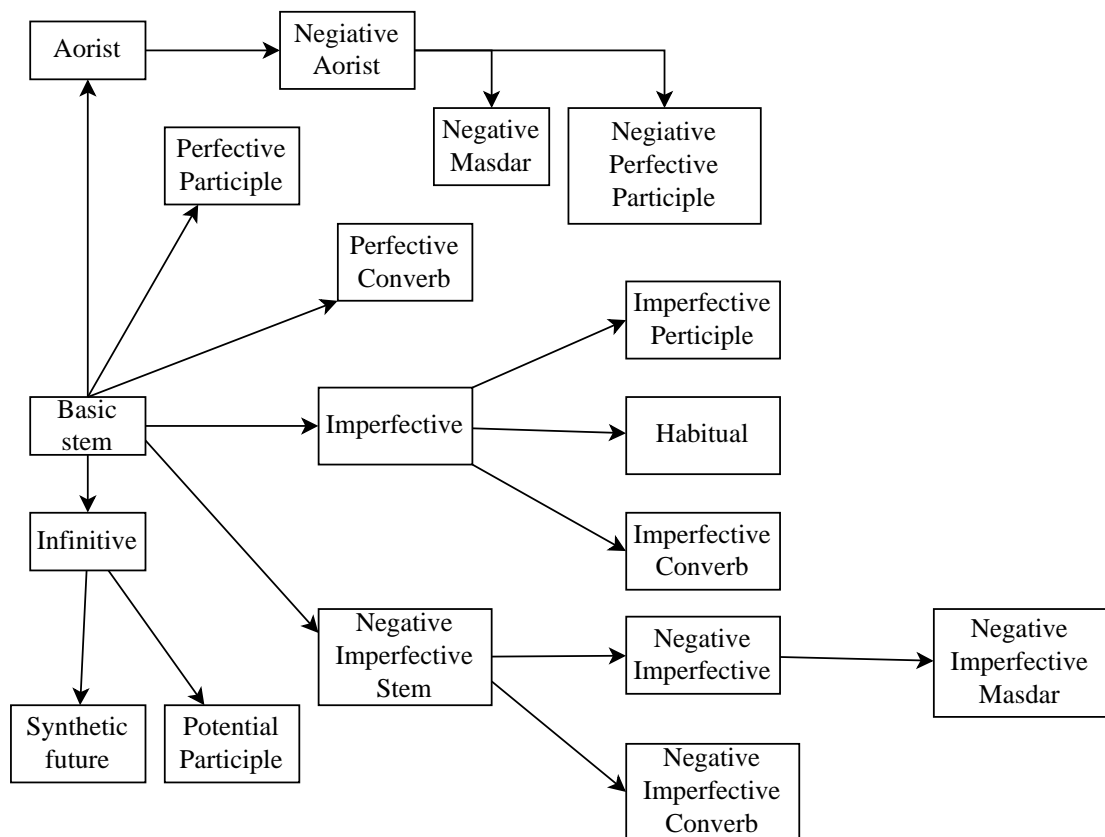 Aorist
Negiative
Aorist
Negative
Masdar
Negiative
Perfective
Participle
Perfective
Participle
Perfective
Converb
Imperfective
Perticiple
Basic
stem
Imperfective
Habitual
Infinitive
Imperfective
Converb
Negative
Imperfective
Stem
Negative
Imperfective
Negative
Imperfective
Masdar
Synthetic
future
Potential
Participle
Negative
Imperfective
Converb